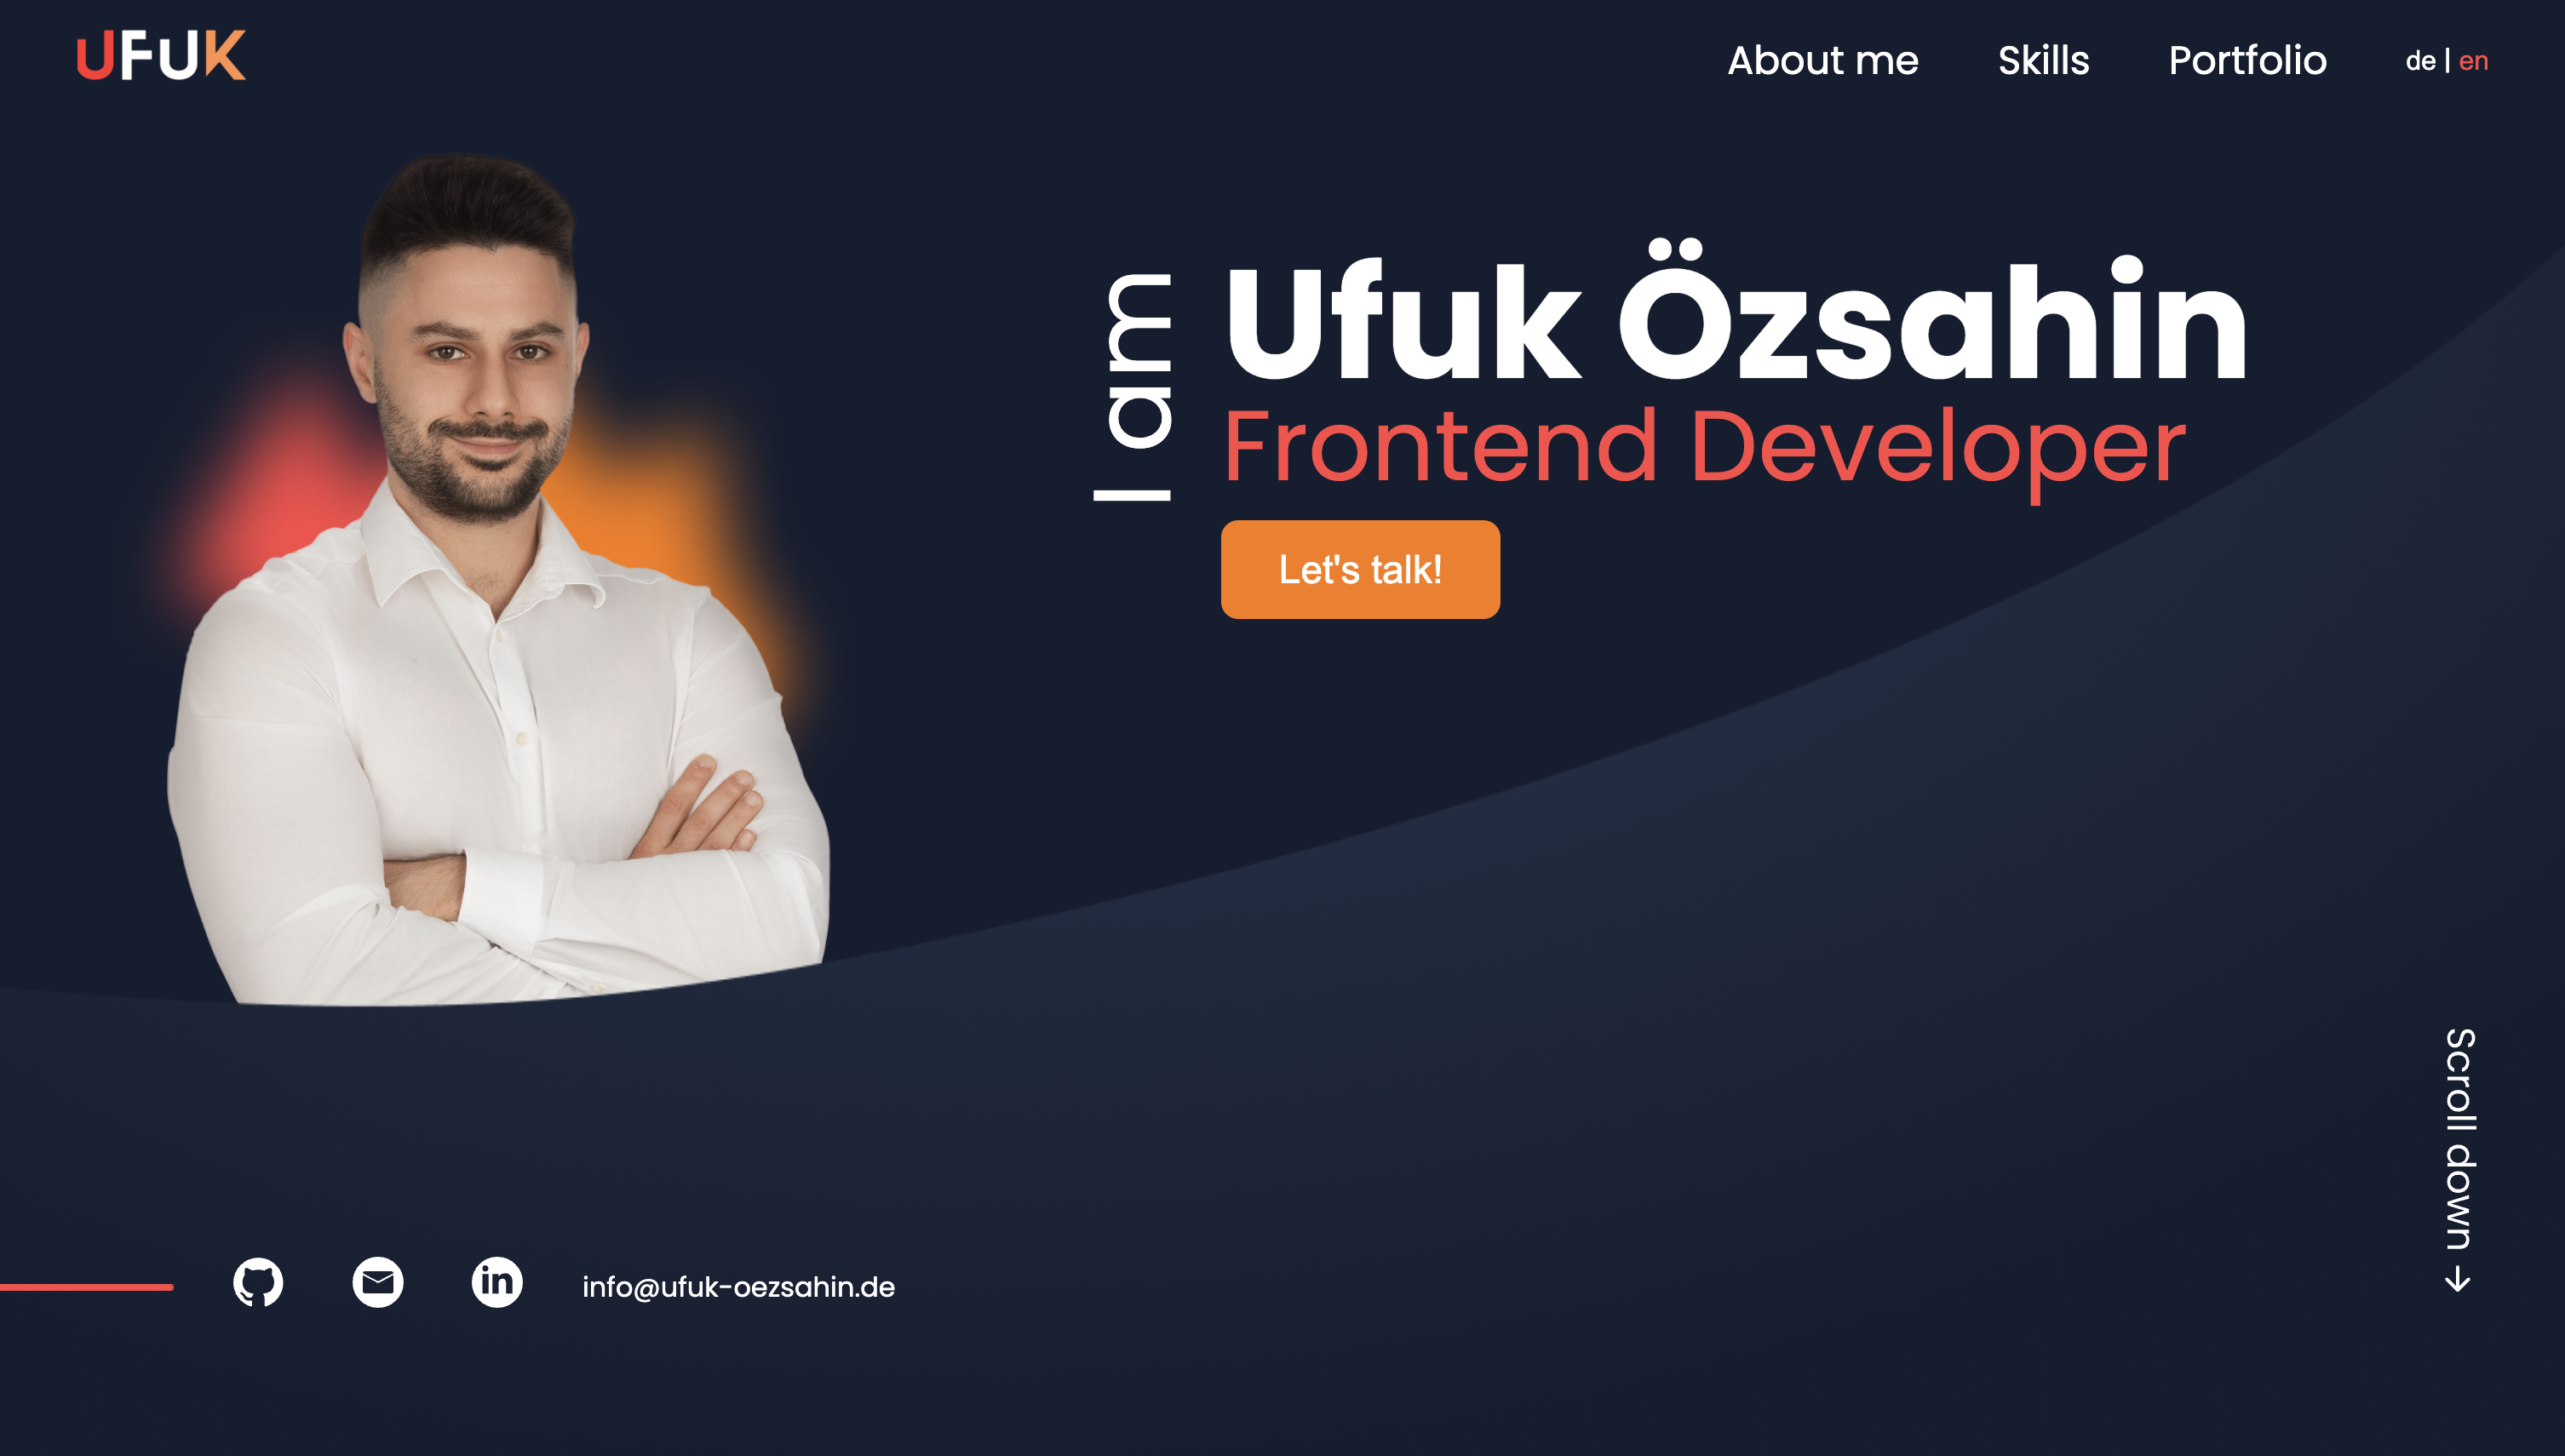 UFUK
About me
Skills
Portfolio
de | en
I am
Ufuk Özsahin
Frontend Developer
Let's talk!
Scroll down →
in
info@ufuk-oezsahin.de